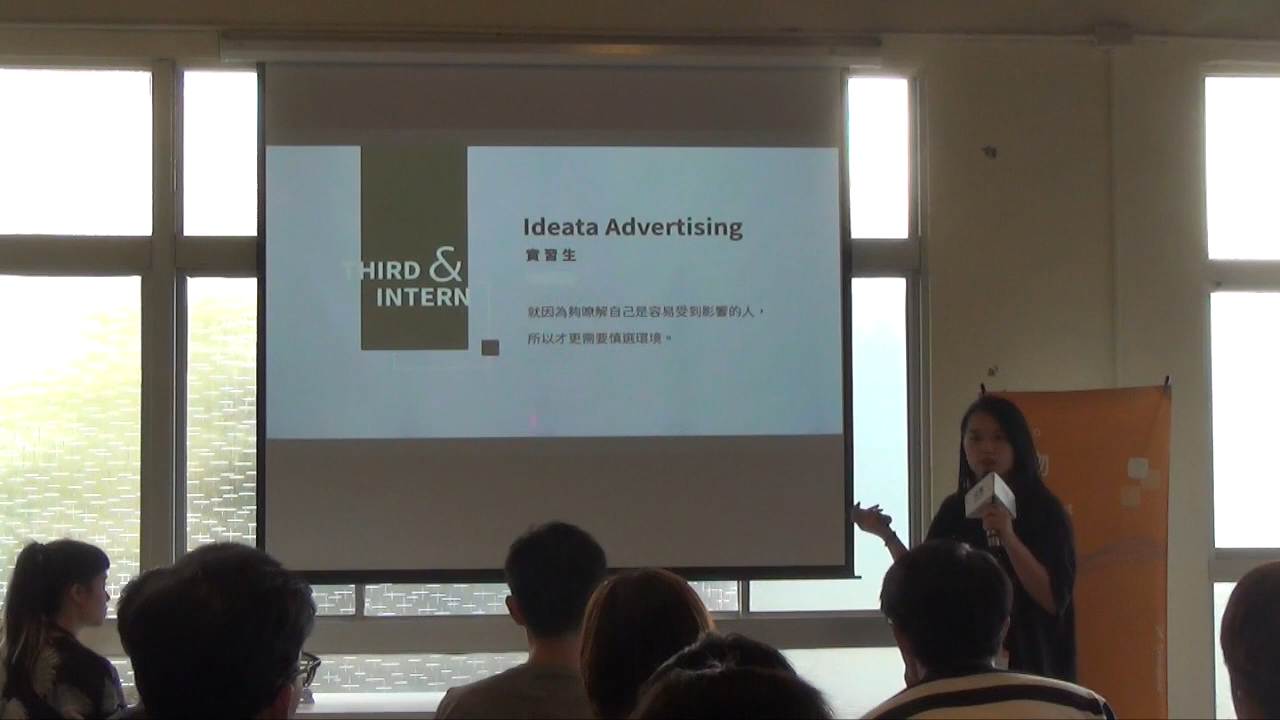 THIRD &
INTERN
Ideata Advertising
實習生
就因為夠瞭解自己是容易受到影響的人，
所以才更需要慎選環境。